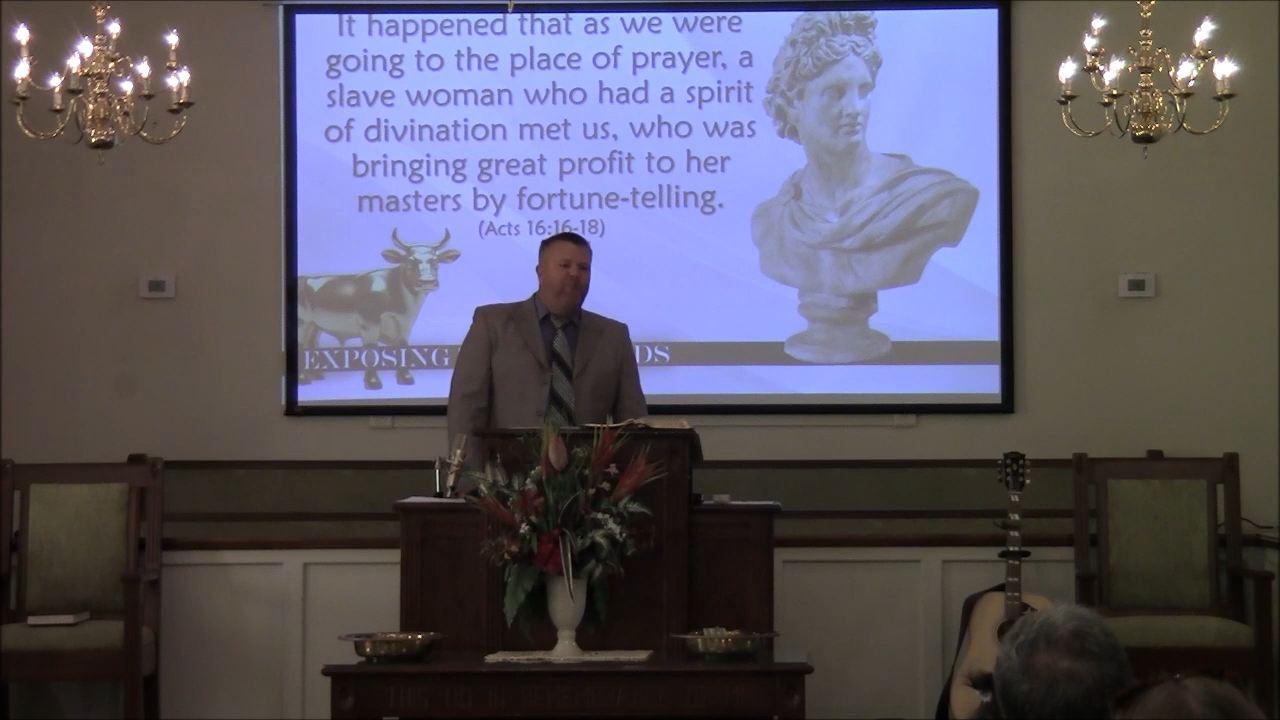 It happened that as we were
going to the place of prayer, a
slave woman who had a spirit
of divination met us, who was
bringing great profit to her
masters by fortune-telling.
(Acts 16:16-18)
EXPOSING